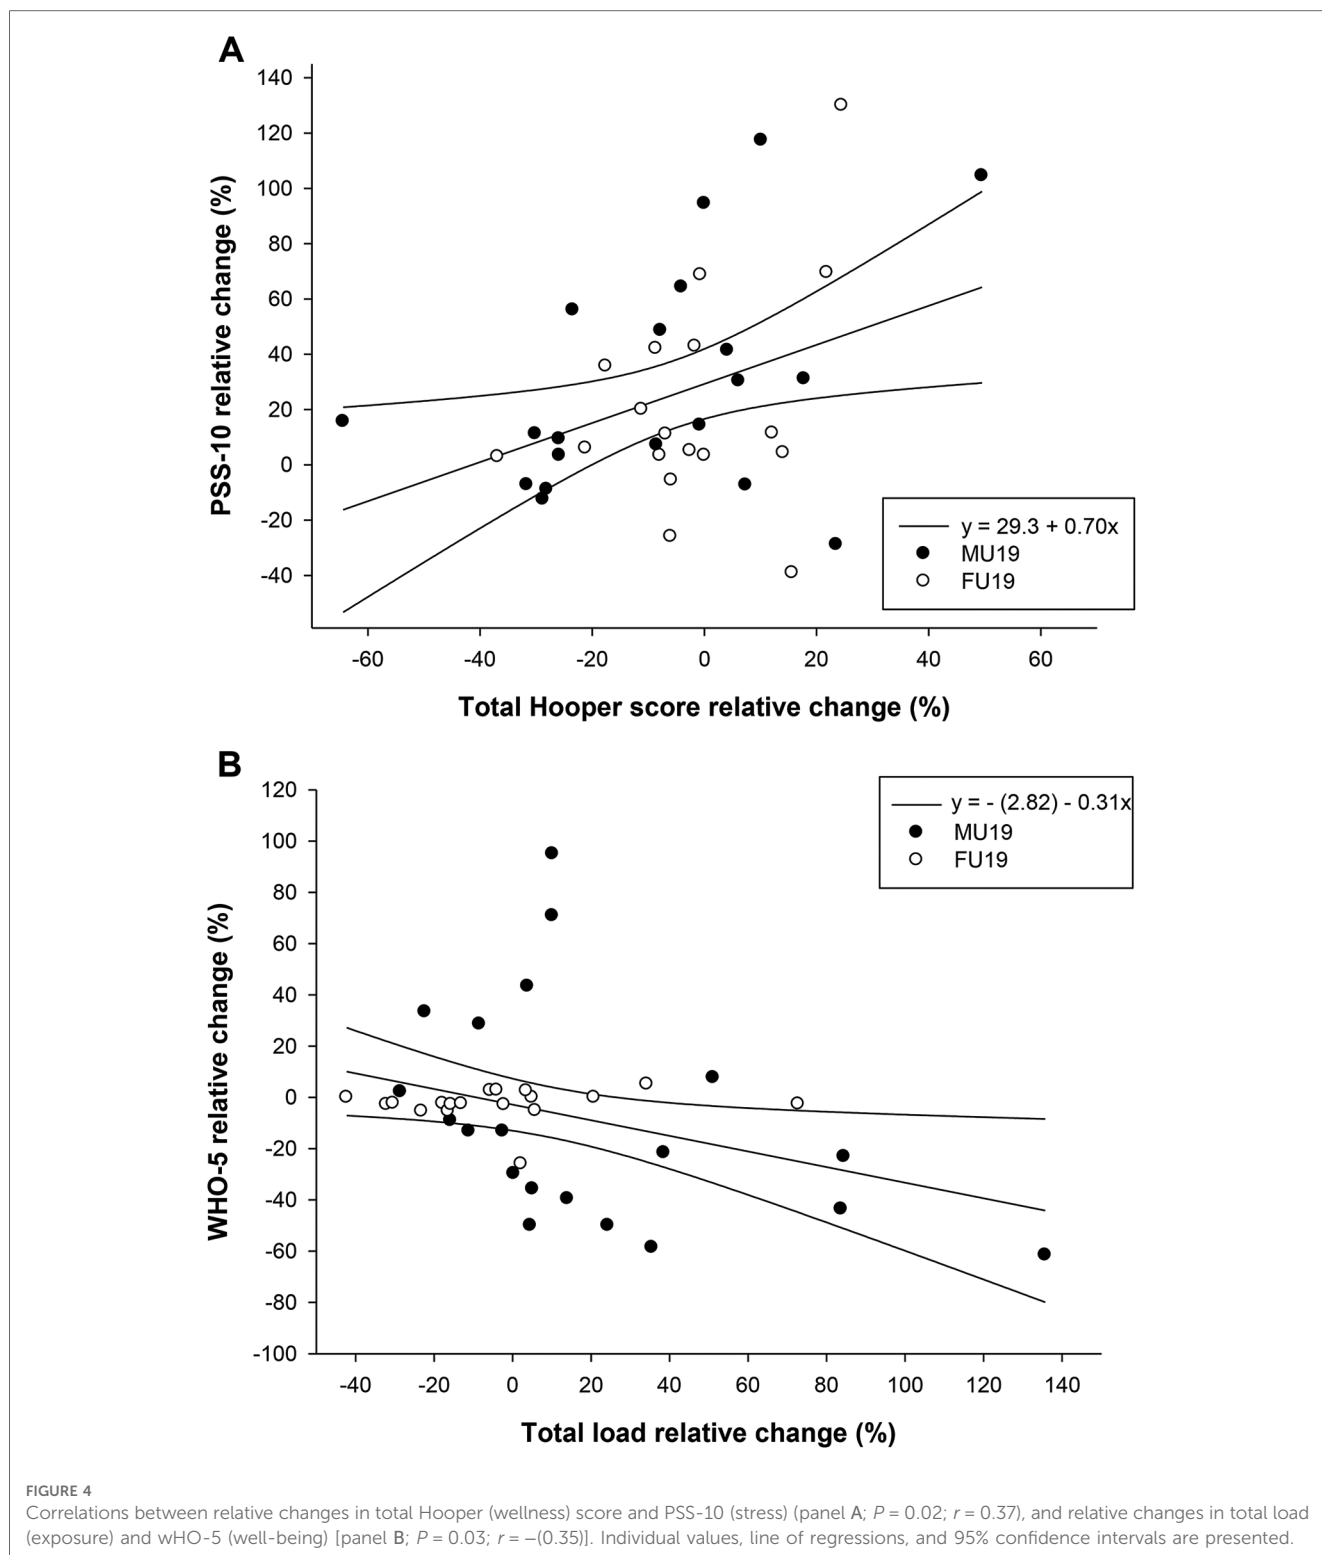 A
140
120
100
80
60
40
20
0
-20
-40
PSS-10 relative change (%)
y = 29.3 + 0.70x
MU19
FU19
-60 -40 -20 0 20 40 60
Total Hooper score relative change (%)
B
120
100
80
60
40
20
0
-20
-40
-60
-80
-100
WHO-5 relative change (%)
y = - (2.82) - 0.31x
MU19
FU19
-40 -20 0 20 40 60 80 100 120 140
Total load relative change (%)
FIGURE 4
Correlations between relative changes in total Hooper (wellness) score and PSS-10 (stress) (panel A; P = 0.02; r = 0.37), and relative changes in total load
(exposure) and wHO-5 (well-being) [panel B; P = 0.03; r = −(0.35)]. Individual values, line of regressions, and 95% confidence intervals are presented.